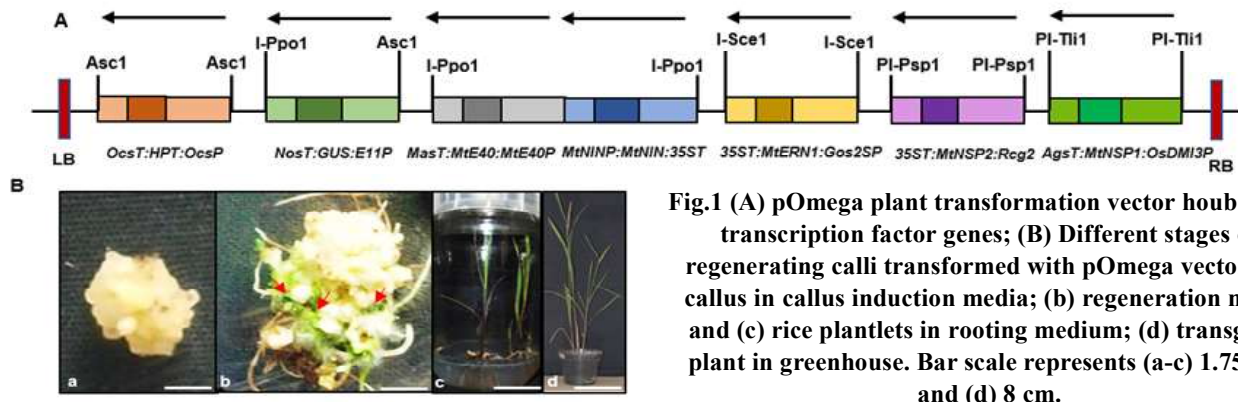 A
Asc1 Asc1 I-Ppo1 Asc1 I-Ppo1 I-Ppo1 I-Sce1 I-Sce1 PI-Psp1 PI-Psp1 PI-Tli1 PI-Tli1
LB OcsT:HPT:OcsP NosT:GUS:E11P MasT:MtE40:MtE40P MtNINP:MtNIN:35ST 35ST:MtERN1:Gos2SP 35ST:MtNSP2:Rcg2 AgsT:MtNSP1:OsDMI3P RB
B
a b c d
Fig.1 (A) pOmega plant transformation vector houb
transcription factor genes; (B) Different stages
regenerating calli transformed with pOmega vecto
callus in callus induction media; (b) regeneration
and (c) rice plantlets in rooting medium; (d) transg
plant in greenhouse. Bar scale represents (a-c) 1.75
and (d) 8 cm.